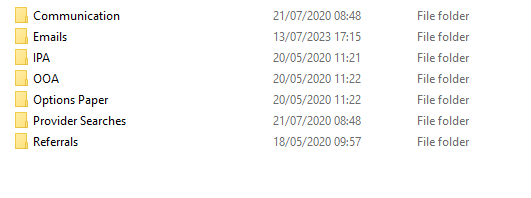 Communication 21/07/2020 08:48 File folder
Emails 13/07/2023 17:15 File folder
IPA 20/05/2020 11:21 File folder
OOA 20/05/2020 11:22 File folder
Options Paper 20/05/2020 11:22 File folder
Provider Searches 21/07/2020 08:48 File folder
Referrals 18/05/2020 09:57 File folder